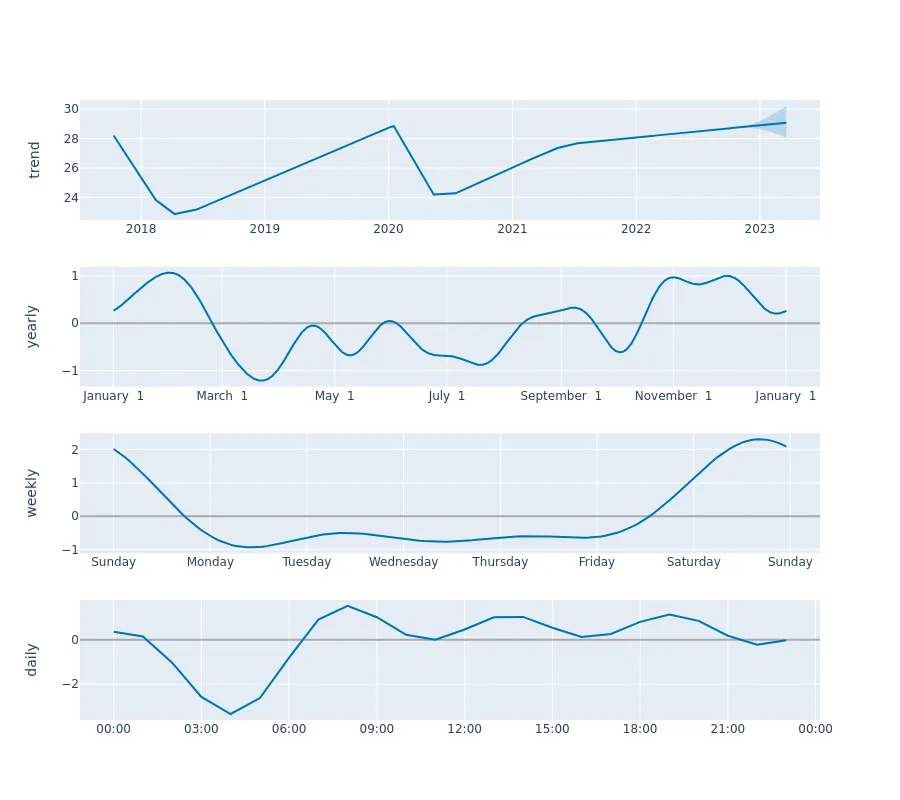 trend
30
28
26
24
2018 2019 2020 2021 2022 2023
yearly
1
0
−1
January 1 March 1 May 1 July 1 September 1 November 1 January 1
weekly
2
1
0
−1
Sunday Monday Tuesday Wednesday Thursday Friday Saturday Sunday
daily
0
−2
00:00 03:00 06:00 09:00 12:00 15:00 18:00 21:00 00:00